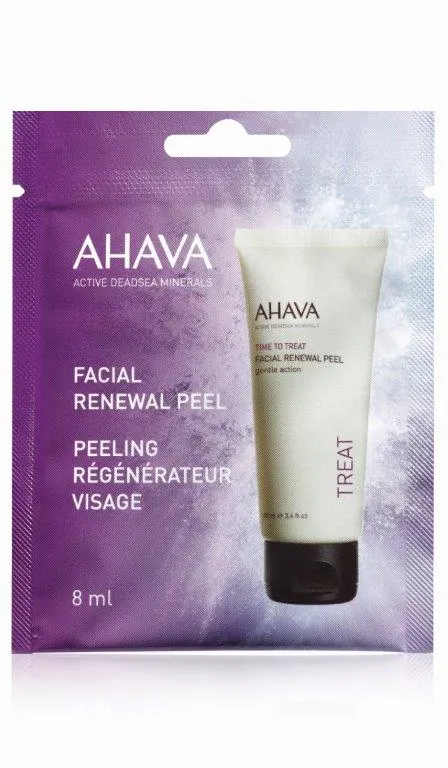 AHAVA
ACTIVE DEADSEA MINERALS
FACIAL
RENEWAL PEEL
PEELING
RÉGÉNÉRATEUR
VISAGE
8 ml
AHAVA
ACTIVE DEADSEA MINERALS
TIME TO TREAT
FACIAL RENEWAL PEEL
gentle action
TREAT
100ml e 3.4 fl oz